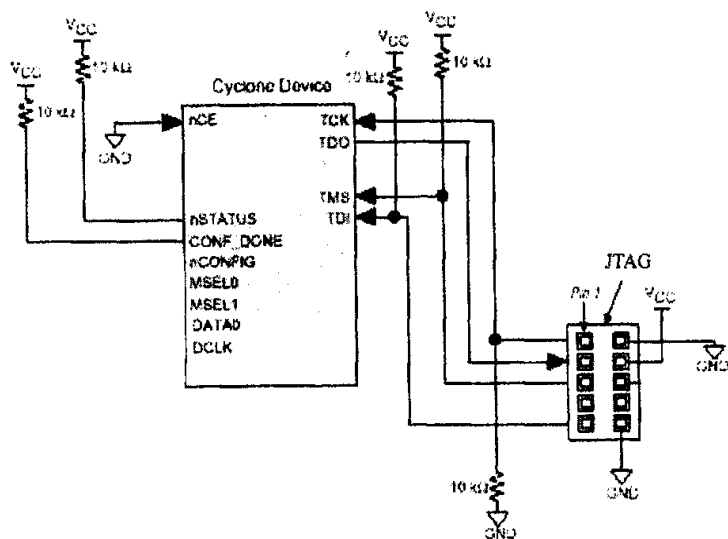 VCC
VCC
VCC
VCC
10 kΩ
10 kΩ
10 kΩ
10 kΩ
Cyclone Device
nCE
TCK
TDO
GND
TMS
TDI
nSTATUS
CONF_DONE
nCONFIG
MSEL0
MSEL1
DATA0
DCLK
JTAG
Pin 1
VCC
GND
10 kΩ
GND
GND